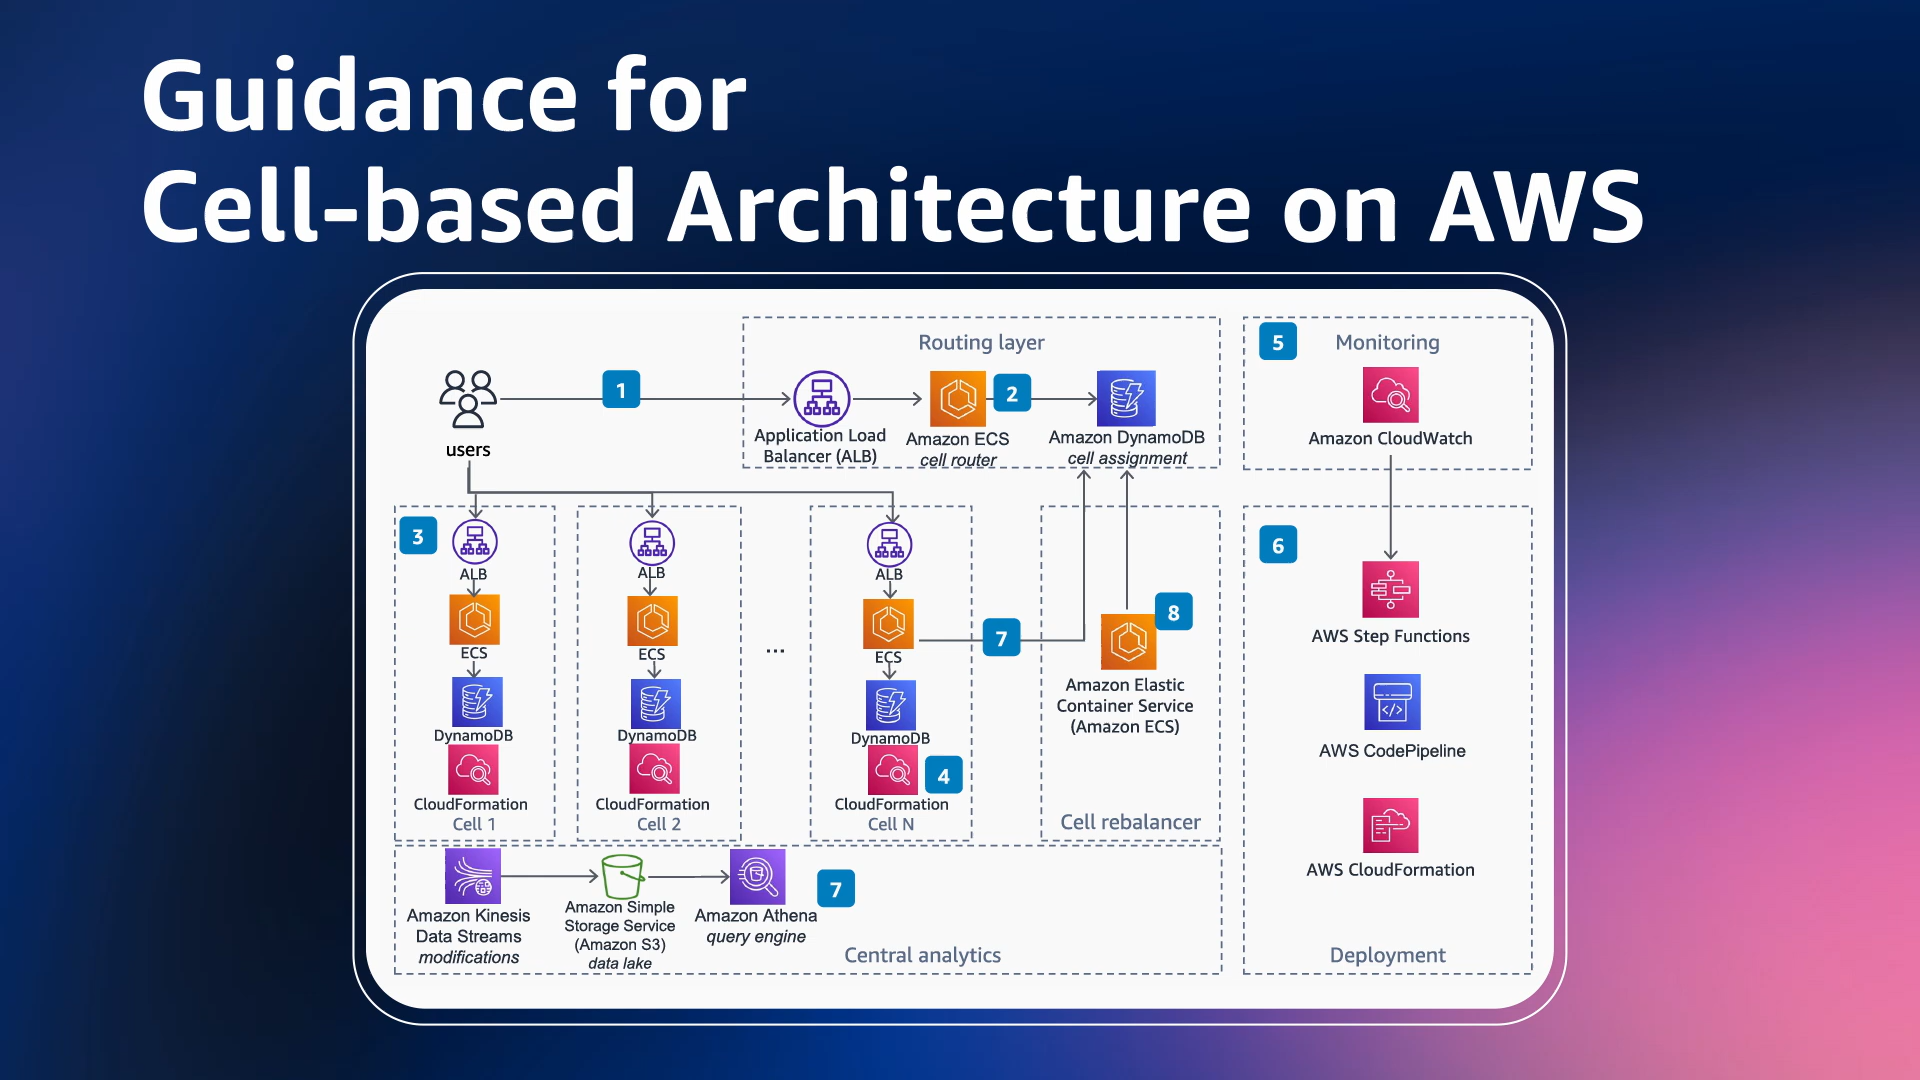 Guidance for
Cell-based Architecture on AWS
Routing layer
1
2
users
Application Load
Balancer (ALB)
Amazon ECS
cell router
Amazon DynamoDB
cell assignment
5
Monitoring
Amazon CloudWatch
3
ALB
ECS
DynamoDB
CloudFormation
Cell 1
ALB
ECS
DynamoDB
CloudFormation
Cell 2
...
ALB
ECS
DynamoDB
4
CloudFormation
Cell N
7
8
Amazon Elastic
Container Service
(Amazon ECS)
Cell rebalancer
6
AWS Step Functions
AWS CodePipeline
AWS CloudFormation
Deployment
Amazon Kinesis
Data Streams
modifications
Amazon Simple
Storage Service
(Amazon S3)
data lake
Amazon Athena
query engine
7
Central analytics